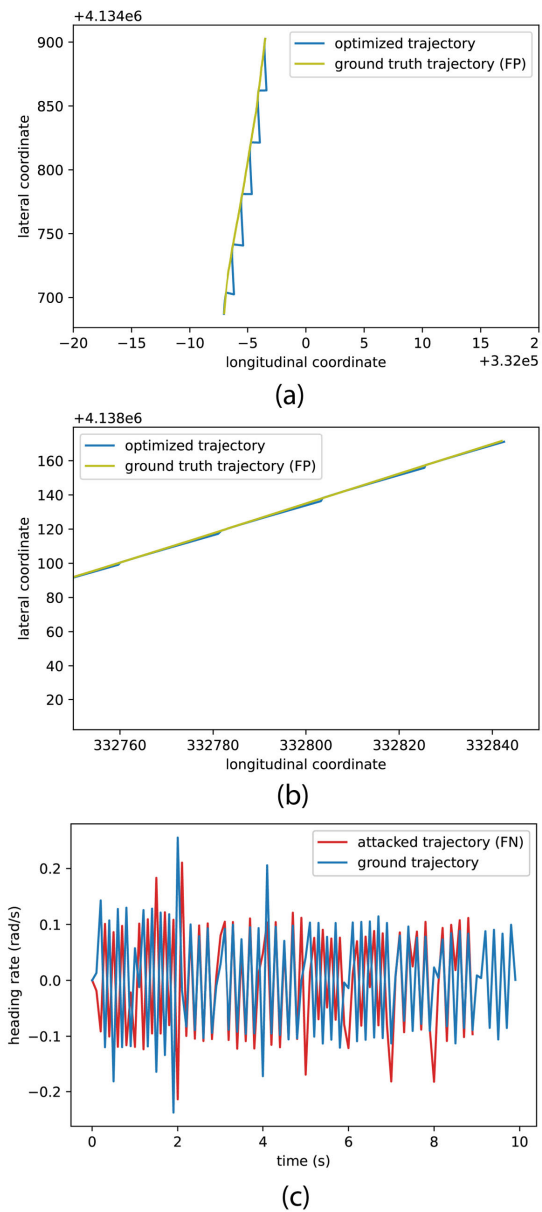 +4.134e6
900
850
800
750
700
lateral coordinate
optimized trajectory
ground truth trajectory (FP)
−20 −15 −10 −5 0 5 10 15 2
longitudinal coordinate
+3.32e5
(a)
+4.138e6
160
140
120
100
80
60
40
20
lateral coordinate
optimized trajectory
ground truth trajectory (FP)
332760 332780 332800 332820 332840
longitudinal coordinate
(b)
0.2
0.1
0.0
−0.1
−0.2
heading rate (rad/s)
attacked trajectory (FN)
ground trajectory
0 2 4 6 8 10
time (s)
(c)